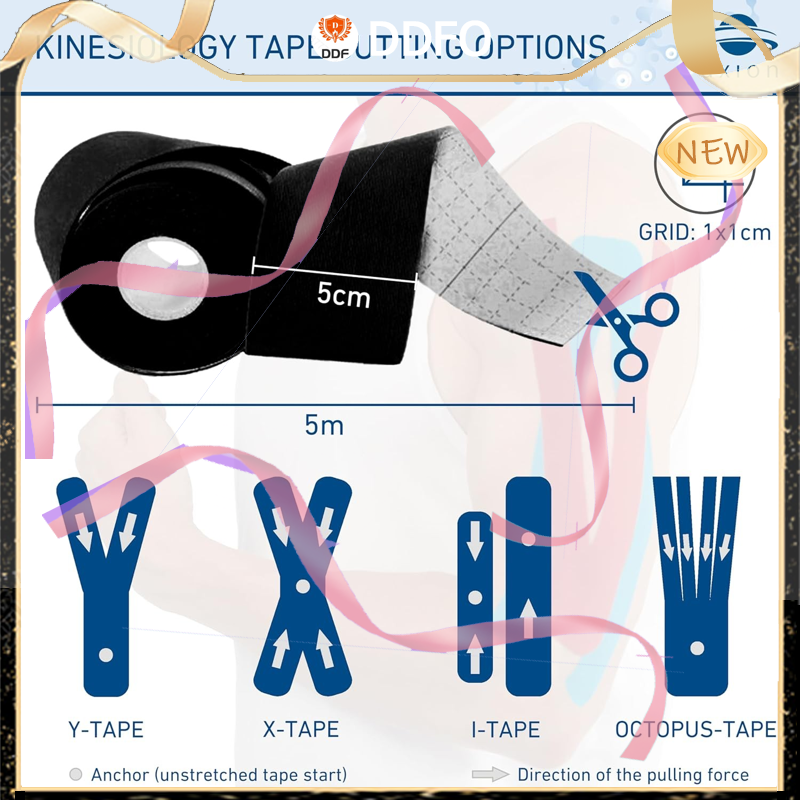 DDFO
DDF
KINESIOLOGY TAPE CUTTING OPTIONS
NEW
GRID: 1x1cm
5cm
5m
Y-TAPE
X-TAPE
I-TAPE
OCTOPUS-TAPE
Anchor (unstretched tape start)
Direction of the pulling force